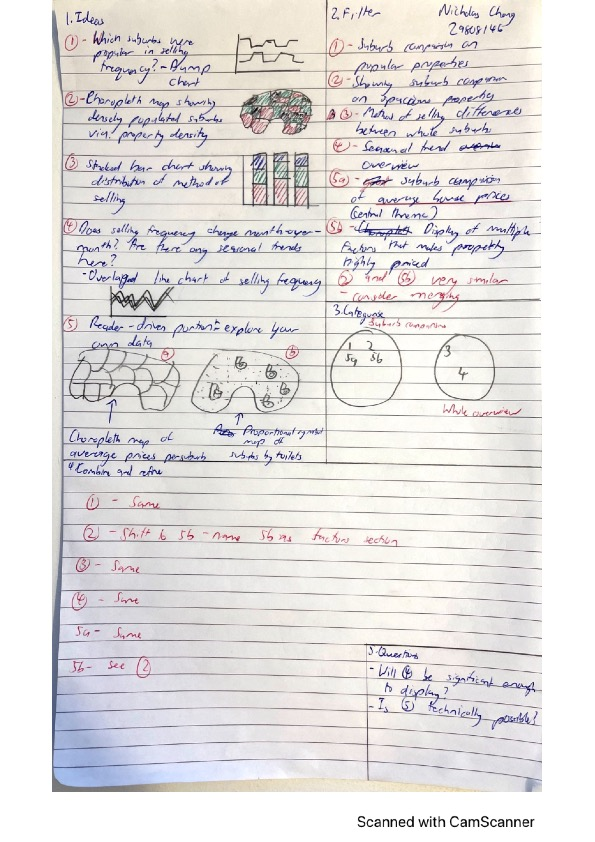 1. Ideas
① - Which suburbs were
popular in selling
frequency? - Bump
chart
② - Choropleth map showing
densely populated suburbs
via property density
③ Stacked bar chart showing
distribution of method of
selling
④ Does selling frequency change month-over-
month? Are there any seasonal trends
here?
- Overlapped line chart of selling frequency
⑤ Reader-driven portion: explore your
own data
a
b
Choropleth map of
average prices per suburb
Proportional symbol
map of
suburbs by toilets
2. Filter
Nicholas Chong
① - Suburb comparison on
popular properties
② - Showing suburb comparison
on spacious properties
③ - Method of selling differences
between whole suburbs
4 - Seasonal trend
overview
5a - suburb comparison
of average house prices
(central theme)
5b - Display of multiple
factors that makes property
highly priced
② and 5b very similar
- consider merging
3. Categorise
Suburb comparison
1 2
5a 5b
3
4
Whole overview
4 Combine and refine
① - Same
② - Shift to 5b - name 5b as factors section
③ - Same
④ - Same
5a - Same
5b - see ②
5. Questions
- Will ④ be significant enough
to display?
- Is ⑤ technically possible?
Scanned with CamScanner